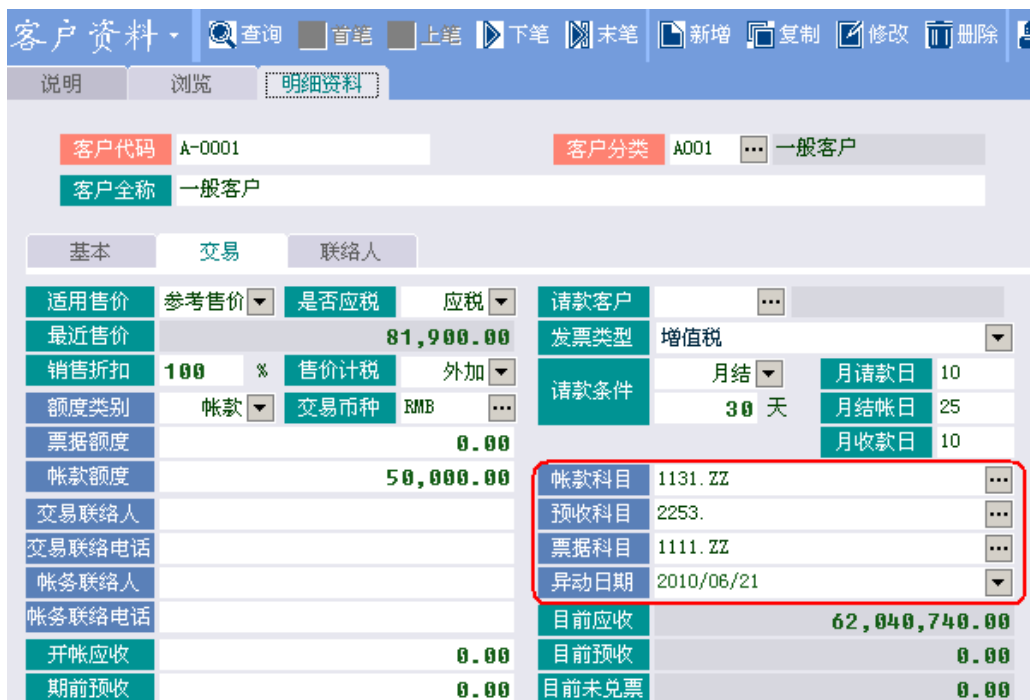 客户资料 查询 首笔 上笔 下笔 末笔 新增 复制 修改 删除
说明 浏览 明细资料
客户代码 A-0001 客户分类 A001 ... 一般客户
客户全称 一般客户
基本 交易 联络人
适用售价 参考售价 是否应税 应税 请款客户 ...
最近售价 81,900.00 发票类型 增值税
销售折扣 100 % 售价计税 外加 请款条件 月结 月请款日 10
额度类别 帐款 交易币种 RMB ... 30 天 月结帐日 25
票据额度 0.00 月收款日 10
帐款额度 50,000.00 帐款科目 1131.ZZ ...
交易联络人 预收科目 2253. ...
交易联络电话 票据科目 1111.ZZ ...
帐务联络人 异动日期 2010/06/21
帐务联络电话 目前应收 62,040,740.00
开帐应收 0.00 目前预收 0.00
期前预收 0.00 目前未兑票 0.00